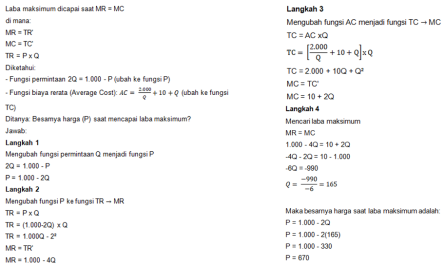 Laba maksimum dicapai saat MR = MC
di mana:
MR = TR'
MC = TC'
TR = P x Q
Diketahui:
- Fungsi permintaan 2Q = 1.000 - P (ubah ke fungsi P)
- Fungsi biaya rerata (Average Cost): AC = 2.000/Q + 10 + Q (ubah ke fungsi
TC)
Ditanya: Besarnya harga (P) saat mencapai laba maksimum?
Jawab:
Langkah 1
Mengubah fungsi permintaan Q menjadi fungsi P
2Q = 1.000 - P
P = 1.000 - 2Q
Langkah 2
Mengubah fungsi P ke fungsi TR → MR
TR = P x Q
TR = (1.000-2Q) x Q
TR = 1.000Q - 2²
MR = TR'
MR = 1.000 - 4Q
Langkah 3
Mengubah fungsi AC menjadi fungsi TC → MC
TC = AC xQ
TC = [2.000/Q + 10 + Q] x Q
TC = 2.000 + 10Q + Q²
MC = TC'
MC = 10 + 2Q
Langkah 4
Mencari laba maksimum
MR = MC
1.000 - 4Q = 10 + 2Q
-4Q - 2Q = 10 - 1.000
-6Q = -990
Q = -990/-6 = 165
Maka besarnya harga saat laba maksimum adalah:
P = 1.000 - 2Q
P = 1.000 - 2(165)
P = 1.000 - 330
P = 670